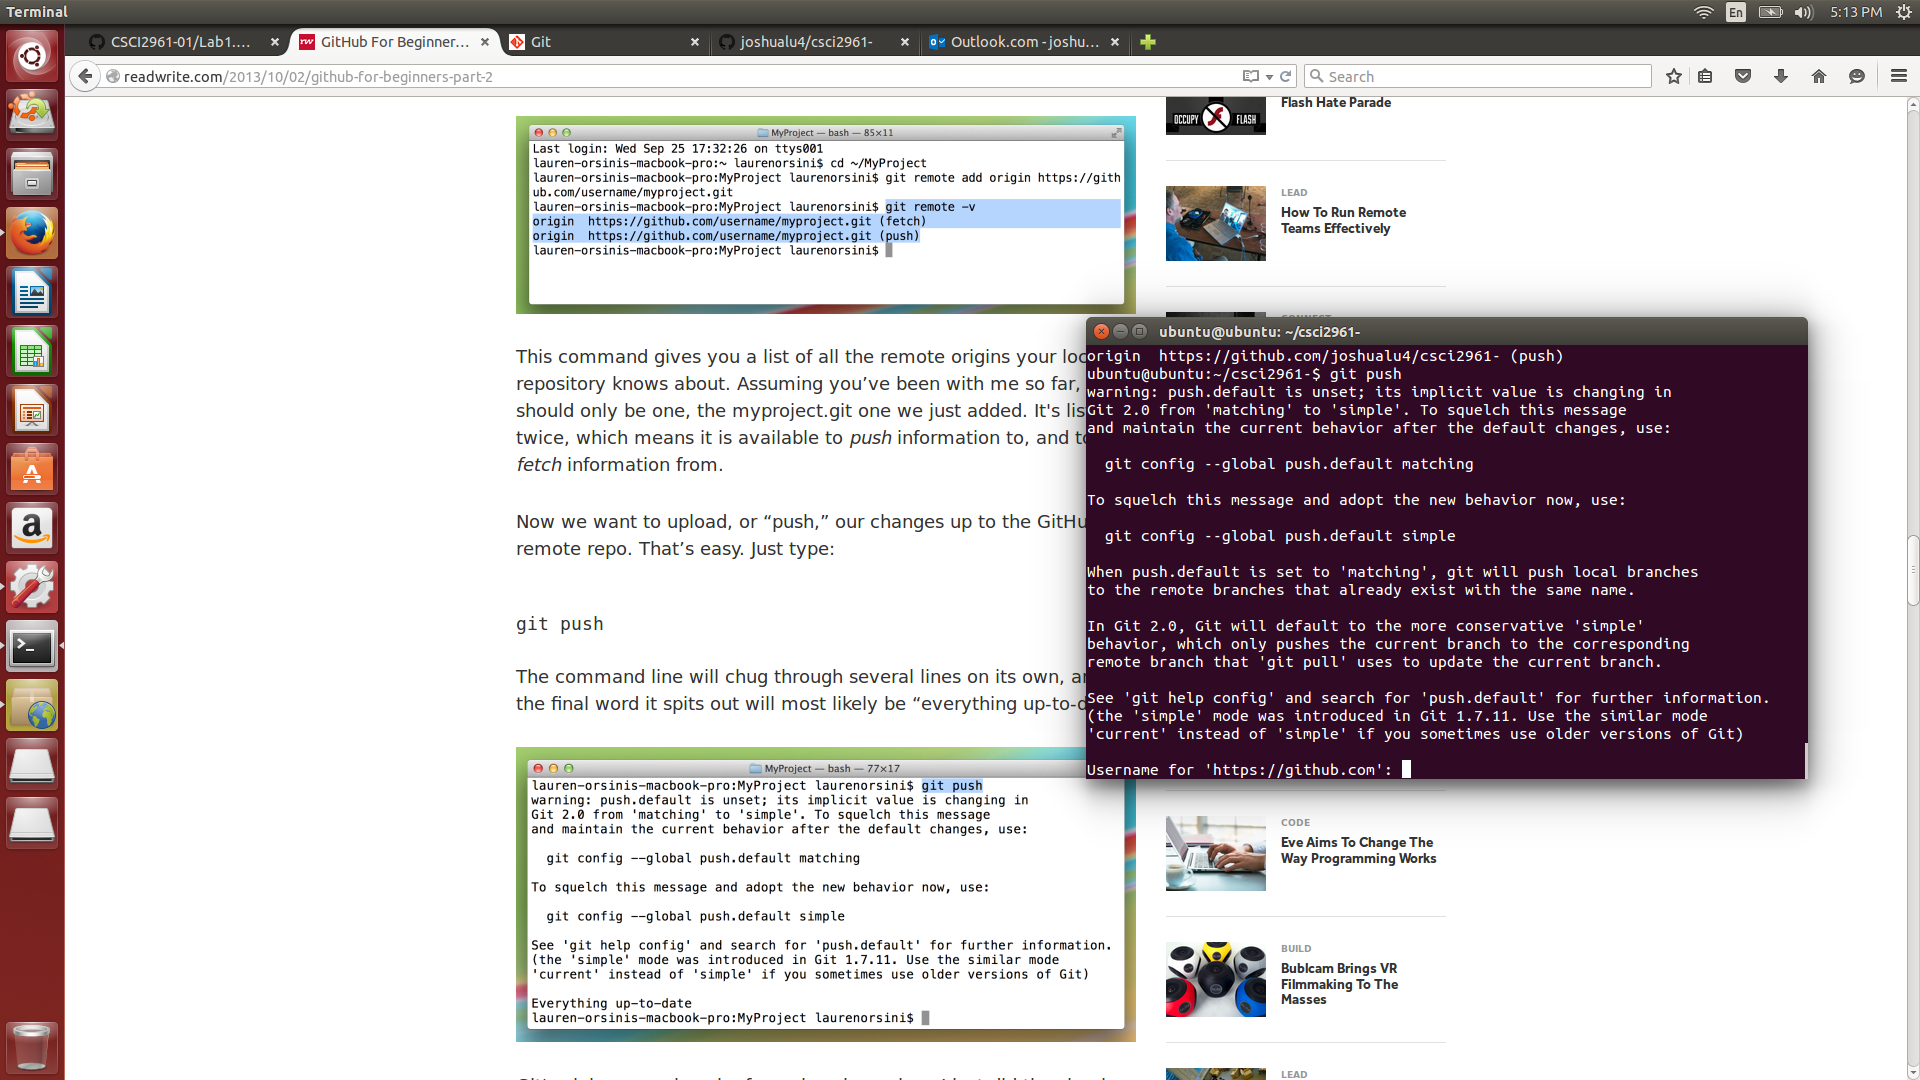 Terminal
En
5:13 PM
CSCI2961-01/Lab1....
GitHub For Beginner...
Git
joshualu4/csci2961-
Outlook.com - joshu...
readwrite.com/2013/10/02/github-for-beginners-part-2
Search
MyProject — bash — 85×11
Last login: Wed Sep 25 17:32:26 on ttys001
lauren-orsinis-macbook-pro:~ laurenorsini$ cd ~/MyProject
lauren-orsinis-macbook-pro:MyProject laurenorsini$ git remote add origin https://gith
ub.com/username/myproject.git
lauren-orsinis-macbook-pro:MyProject laurenorsini$ git remote -v
origin  https://github.com/username/myproject.git (fetch)
origin  https://github.com/username/myproject.git (push)
lauren-orsinis-macbook-pro:MyProject laurenorsini$
This command gives you a list of all the remote origins your loc
repository knows about. Assuming you’ve been with me so far,
should only be one, the myproject.git one we just added. It's lis
twice, which means it is available to push information to, and to
fetch information from.
Now we want to upload, or “push,” our changes up to the GitHu
remote repo. That’s easy. Just type:
git push
The command line will chug through several lines on its own, a
the final word it spits out will most likely be “everything up-to-d
MyProject — bash — 77×17
lauren-orsinis-macbook-pro:MyProject laurenorsini$ git push
warning: push.default is unset; its implicit value is changing in
Git 2.0 from 'matching' to 'simple'. To squelch this message
and maintain the current behavior after the default changes, use:
git config --global push.default matching
To squelch this message and adopt the new behavior now, use:
git config --global push.default simple
See 'git help config' and search for 'push.default' for further information.
(the 'simple' mode was introduced in Git 1.7.11. Use the similar mode
'current' instead of 'simple' if you sometimes use older versions of Git)
Everything up-to-date
lauren-orsinis-macbook-pro:MyProject laurenorsini$
OCCUPY FLASH
Flash Hate Parade
LEAD
How To Run Remote
Teams Effectively
ubuntu@ubuntu: ~/csci2961-
origin  https://github.com/joshualu4/csci2961- (push)
ubuntu@ubuntu:~/csci2961-$ git push
warning: push.default is unset; its implicit value is changing in
Git 2.0 from 'matching' to 'simple'. To squelch this message
and maintain the current behavior after the default changes, use:
git config --global push.default matching
To squelch this message and adopt the new behavior now, use:
git config --global push.default simple
When push.default is set to 'matching', git will push local branches
to the remote branches that already exist with the same name.
In Git 2.0, Git will default to the more conservative 'simple'
behavior, which only pushes the current branch to the corresponding
remote branch that 'git pull' uses to update the current branch.
See 'git help config' and search for 'push.default' for further information.
(the 'simple' mode was introduced in Git 1.7.11. Use the similar mode
'current' instead of 'simple' if you sometimes use older versions of Git)
Username for 'https://github.com':
CODE
Eve Aims To Change The
Way Programming Works
BUILD
Bublcam Brings VR
Filmmaking To The
Masses
LEAD